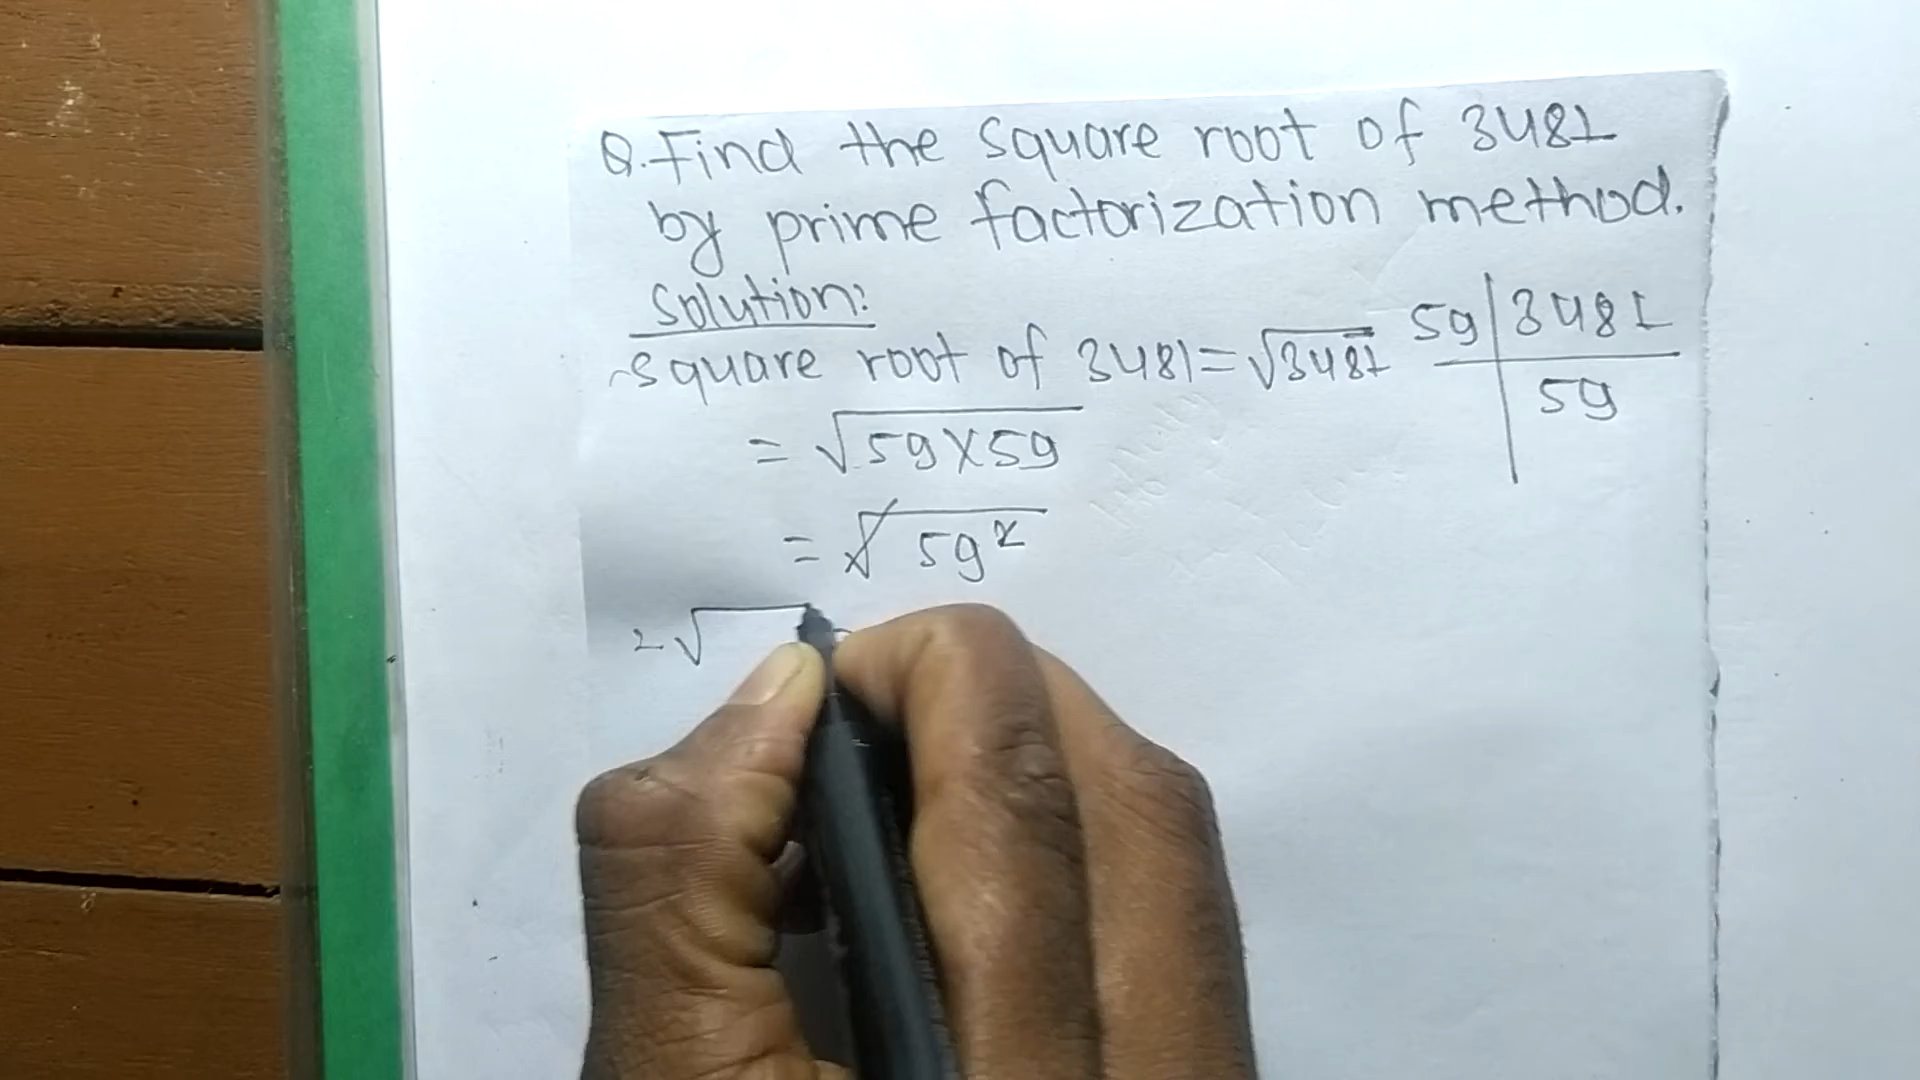 Q. Find the square root of 3481
by prime factorization method.
Solution:
square root of 3481 = √3481
59 | 3481
59
= √59×59
= √59²
2√